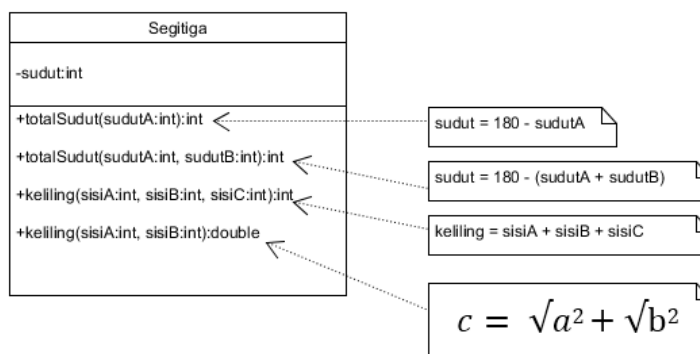 Segitiga
-sudut:int
+totalSudut(sudutA:int):int
+totalSudut(sudutA:int, sudutB:int):int
+keliling(sisiA:int, sisiB:int, sisiC:int):int
+keliling(sisiA:int, sisiB:int):double
sudut = 180 - sudutA
sudut = 180 - (sudutA + sudutB)
keliling = sisiA + sisiB + sisiC
c = √a² + √b²